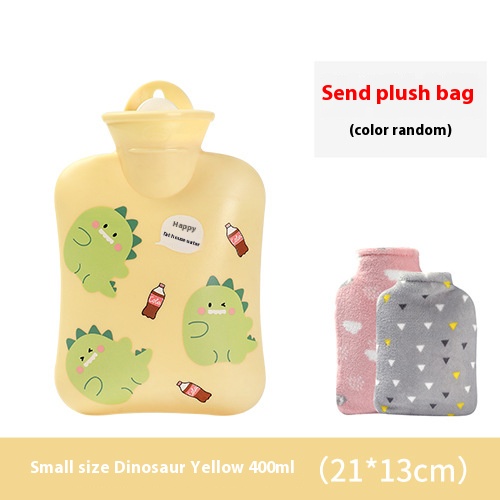 Send plush bag
(color random)
Happy
Small size Dinosaur Yellow 400ml
(21*13cm)